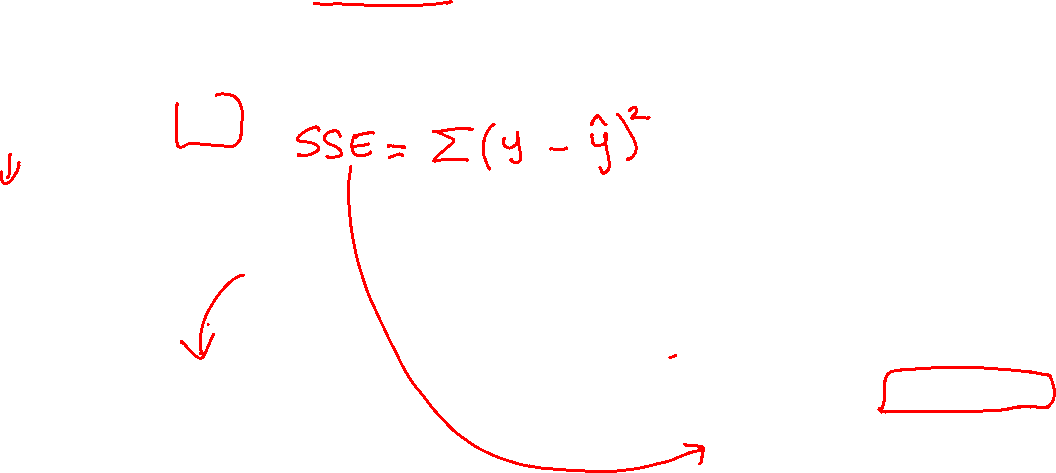 SSE = Σ(y - ŷ)²